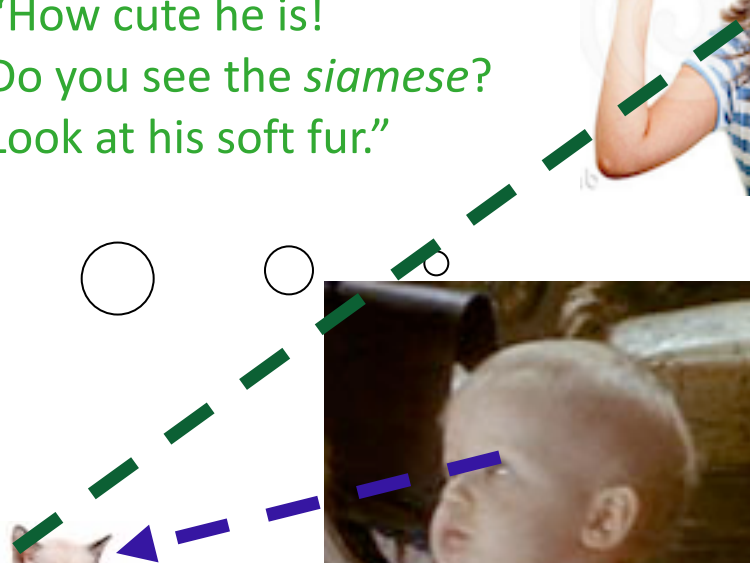 "How cute he is!
Do you see the siamese?
Look at his soft fur.”